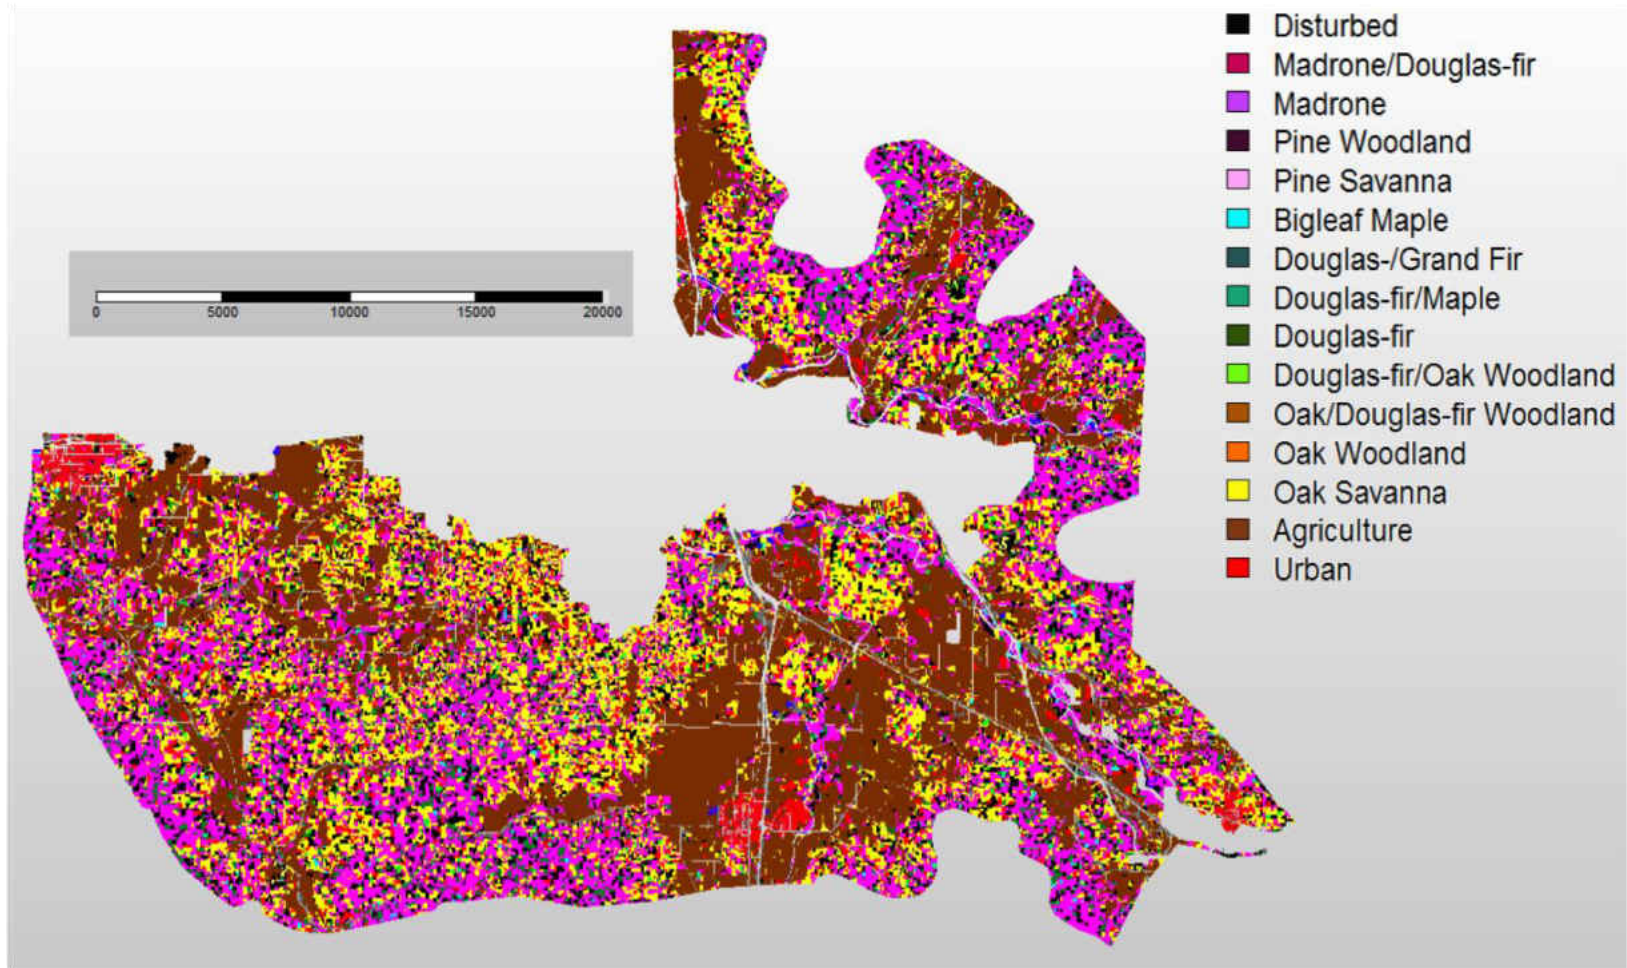 Disturbed
Madrone/Douglas-fir
Madrone
Pine Woodland
Pine Savanna
Bigleaf Maple
Douglas-/Grand Fir
Douglas-fir/Maple
Douglas-fir
Douglas-fir/Oak Woodland
Oak/Douglas-fir Woodland
Oak Woodland
Oak Savanna
Agriculture
Urban
0 5000 10000 15000 20000